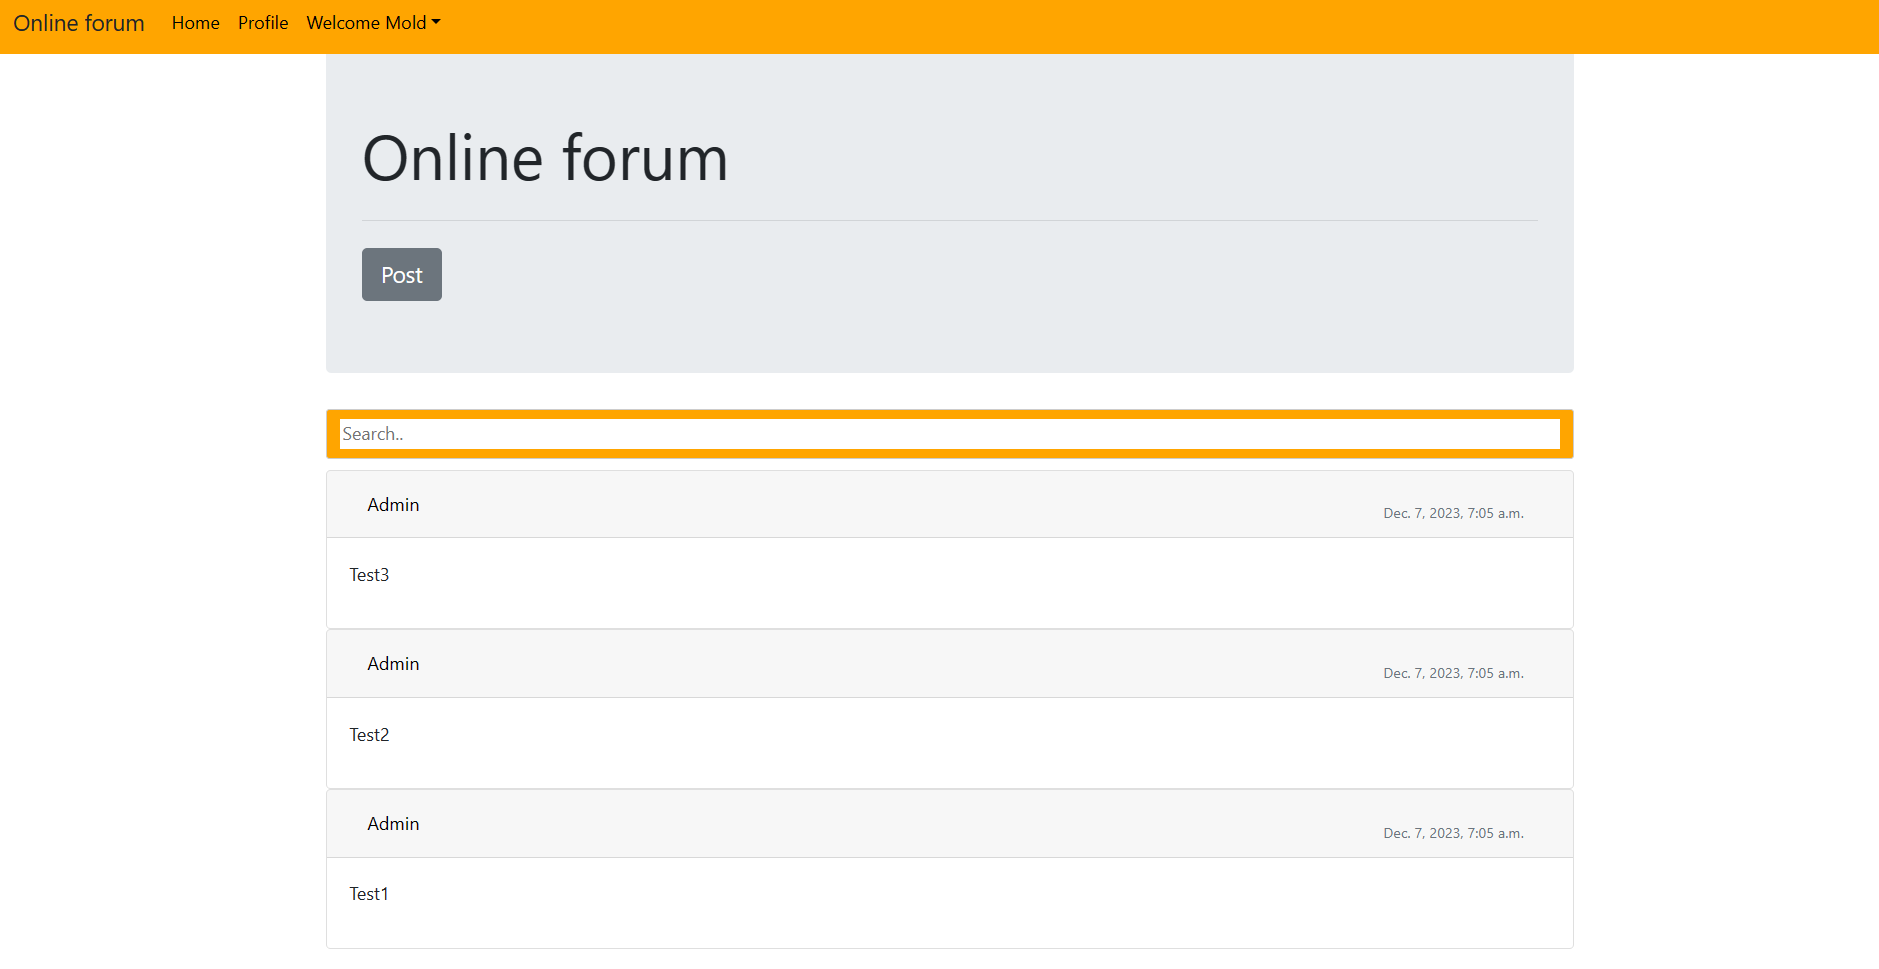 Online forum Home Profile Welcome Mold
Online forum
Post
Search..
Admin Dec. 7, 2023, 7:05 a.m.
Test3
Admin Dec. 7, 2023, 7:05 a.m.
Test2
Admin Dec. 7, 2023, 7:05 a.m.
Test1